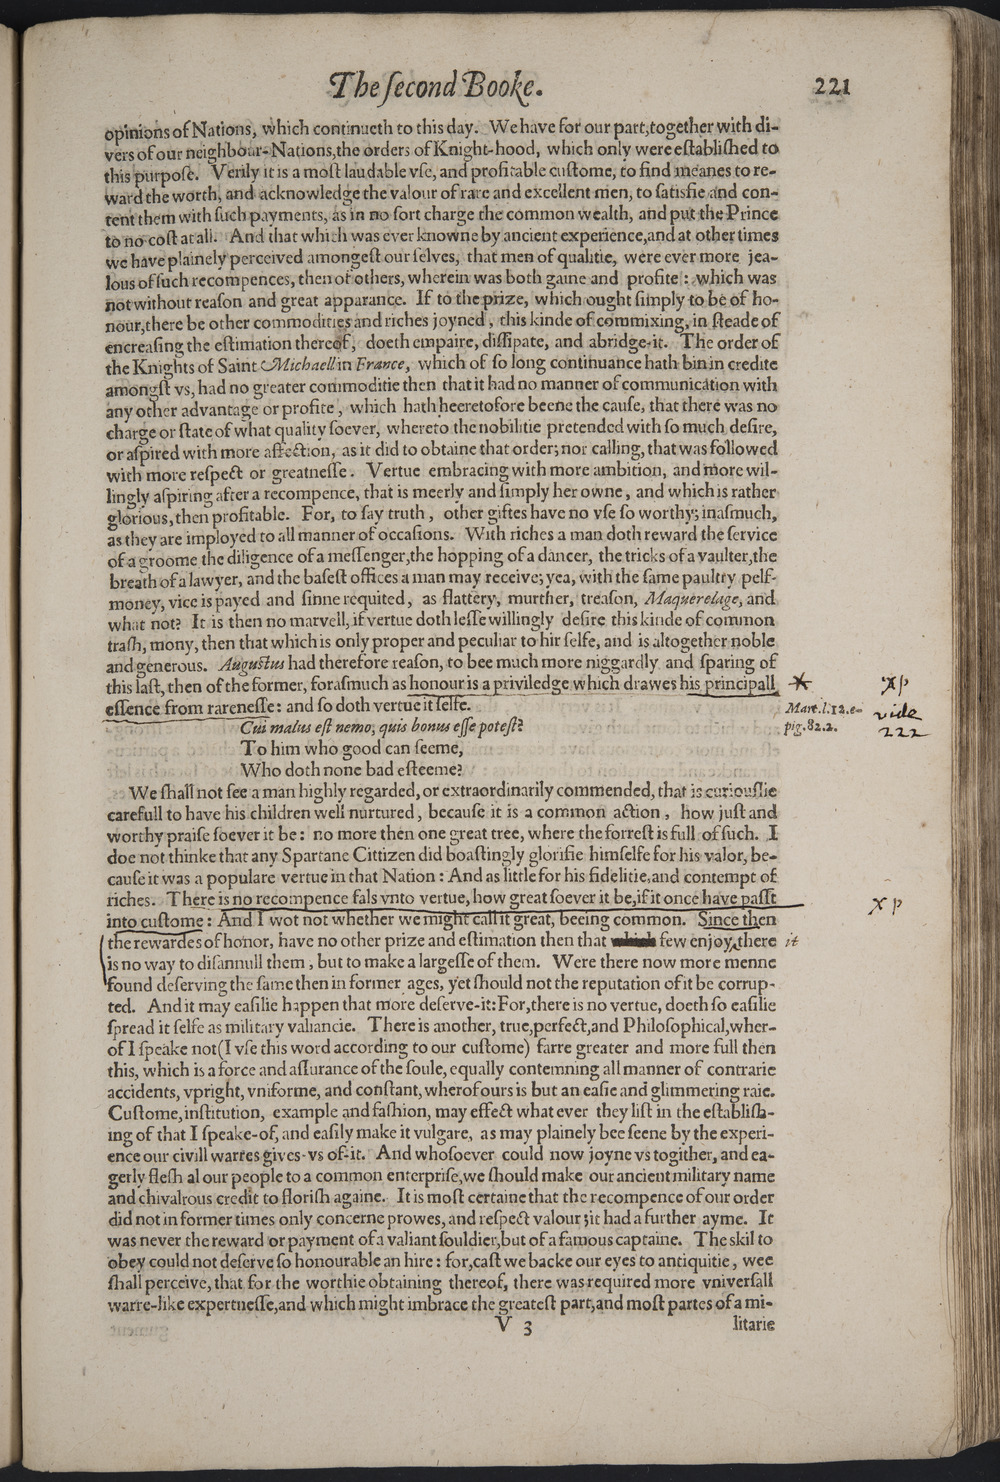 The ſecond Booke. 221
opinions of Nations, which continueth to this day. We have for our part, together with di-
vers of our neighbour-Nations, the orders of Knight-hood, which only were eſtabliſhed to
this purpoſe. Verily it is a moſt laudable vſe, and profitable cuſtome, to find meanes to re-
ward the worth, and acknowledge the valour of rare and excellent men, to ſatisfie and con-
tent them with ſuch payments, as in no ſort charge the common wealth, and put the Prince
to no coſt at all. And that which was ever knowne by ancient experience, and at other times
we have plainely perceived amongeſt our ſelves, that men of qualitie, were ever more jea-
lous of ſuch recompences, then of others, wherein was both gaine and profite: which was
not without reaſon and great apparance. If to the prize, which ought ſimply to be of ho-
nour, there be other commodities and riches joyned, this kinde of commixing, in ſteade of
encreaſing the eſtimation thereof, doeth empaire, diſſipate, and abridge-it. The order of
the Knights of Saint Michaell in France, which of ſo long continuance hath bin in credite
amongſt vs, had no greater commoditie then that it had no manner of communication with
any other advantage or profite, which hath heeretofore beene the cauſe, that there was no
charge or ſtate of what quality ſoever, whereto the nobilitie pretended with ſo much deſire,
or aſpired with more affection, as it did to obtaine that order; nor calling, that was followed
with more reſpect or greatneſſe. Vertue embracing with more ambition, and more wil-
lingly aſpiring after a recompence, that is meerly and ſimply her owne, and which is rather
glorious, then profitable. For, to ſay truth, other giftes have no vſe ſo worthy; inaſmuch,
as they are imployed to all manner of occaſions. With riches a man doth reward the ſervice
of a groome the diligence of a meſſenger, the hopping of a dancer, the tricks of a vaulter, the
breath of a lawyer, and the baſeſt offices a man may receive; yea, with the ſame paultry pelf-
money, vice is payed and ſinne requited, as flattery, murther, treaſon, Maquerelage, and
what not? It is then no marvell, if vertue doth leſſe willingly deſire this kinde of common
traſh, mony, then that which is only proper and peculiar to hir ſelfe, and is altogether noble
and generous. Auguſtus had therefore reaſon, to bee much more niggardly and ſparing of
this laſt, then of the former, foraſmuch as honour is a priviledge which drawes his principall * xp
eſſence from rareneſſe: and ſo doth vertue it ſelfe. Mart. l. 12. e- vide
Cui malus eſt nemo, quis bonus eſſe poteſt? pig. 82. 2. 222
To him who good can ſeeme,
Who doth none bad eſteeme?
We ſhall not ſee a man highly regarded, or extraordinarily commended, that is curiouſlie
carefull to have his children well nurtured, becauſe it is a common action, how juſt and
worthy praiſe ſoever it be: no more then one great tree, where the forreſt is full of ſuch. I
doe not thinke that any Spartane Cittizen did boaſtingly glorifie himſelfe for his valor, be-
cauſe it was a populare vertue in that Nation: And as little for his fidelitie, and contempt of
riches. There is no recompence fals vnto vertue, how great ſoever it be, if it once have paſſt xp
into cuſtome: And I wot not whether we might call it great, beeing common. Since then
the rewardes of honor, have no other prize and eſtimation then that few enjoy, there it
is no way to diſannull them, but to make a largeſſe of them. Were there now more menne
found deſerving the ſame then in former ages, yet ſhould not the reputation of it be corrup-
ted. And it may eaſilie happen that more deſerve-it: For, there is no vertue, doeth ſo eaſilie
ſpread it ſelfe as military valiancie. There is another, true, perfect, and Philoſophical, wher-
of I ſpeake not (I vſe this word according to our cuſtome) farre greater and more full then
this, which is a force and aſſurance of the ſoule, equally contemning all manner of contrarie
accidents, vpright, vniforme, and conſtant, wherof ours is but an eaſie and glimmering raie.
Cuſtome, inſtitution, example and faſhion, may effect what ever they liſt in the eſtabliſh-
ing of that I ſpeake-of, and eaſily make it vulgare, as may plainely bee ſeene by the experi-
ence our civill warres gives-vs of-it. And whoſoever could now joyne vs togither, and ea-
gerly fleſh al our people to a common enterpriſe, we ſhould make our ancient military name
and chivalrous credit to floriſh againe. It is moſt certaine that the recompence of our order
did not in former times only concerne prowes, and reſpect valour; it had a further ayme. It
was never the reward or payment of a valiant ſouldier, but of a famous captaine. The skil to
obey could not deſerve ſo honourable an hire: for, caſt we backe our eyes to antiquitie, wee
ſhall perceive, that for the worthie obtaining thereof, there was required more vniverſall
warre-like expertneſſe, and which might imbrace the greateſt part, and moſt partes of a mi-
V 3 litarie